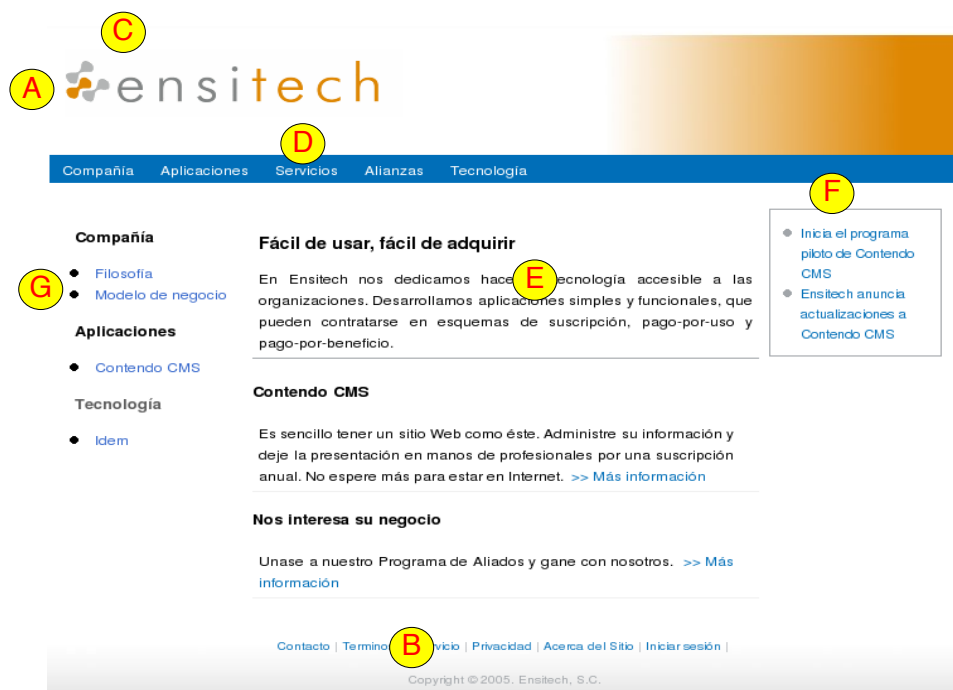 C
A
ensitech
D
Compañía Aplicaciones Servicios Alianzas Tecnología
F
Compañía
Filosofía
G
Modelo de negocio
Aplicaciones
Contendo CMS
Tecnología
Idem
Fácil de usar, fácil de adquirir
En Ensitech nos dedicamos hace E tecnología accesible a las
organizaciones. Desarrollamos aplicaciones simples y funcionales, que
pueden contratarse en esquemas de suscripción, pago-por-uso y
pago-por-beneficio.
Contendo CMS
Es sencillo tener un sitio Web como éste. Administre su información y
deje la presentación en manos de profesionales por una suscripción
anual. No espere más para estar en Internet. >> Más información
Nos interesa su negocio
Unase a nuestro Programa de Aliados y gane con nosotros. >> Más
información
Inicia el programa
piloto de Contendo
CMS
Ensitech anuncia
actualizaciones a
Contendo CMS
Contacto | Termino B vicio | Privacidad | Acerca del Sitio | Iniciar sesión |
Copyright © 2005. Ensitech, S.C.